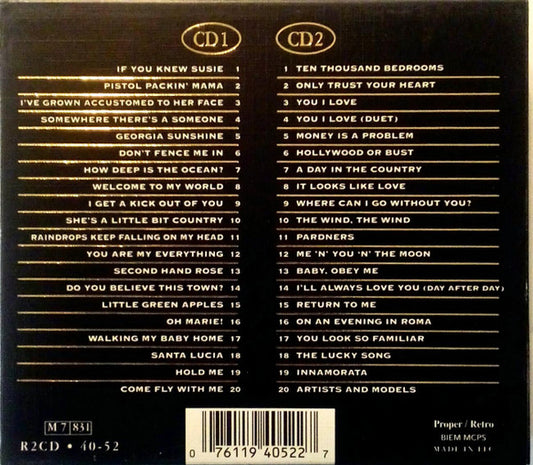 CD1
IF YOU KNEW SUSIE 1
PISTOL PACKIN' MAMA 2
I'VE GROWN ACCUSTOMED TO HER FACE 3
SOMEWHERE THERE'S A SOMEONE 4
GEORGIA SUNSHINE 5
DON'T FENCE ME IN 6
HOW DEEP IS THE OCEAN? 7
WELCOME TO MY WORLD 8
I GET A KICK OUT OF YOU 9
SHE'S A LITTLE BIT COUNTRY 10
RAINDROPS KEEP FALLING ON MY HEAD 11
YOU ARE MY EVERYTHING 12
SECOND HAND ROSE 13
DO YOU BELIEVE THIS TOWN? 14
LITTLE GREEN APPLES 15
OH MARIE! 16
WALKING MY BABY HOME 17
SANTA LUCIA 18
HOLD ME 19
COME FLY WITH ME 20
CD2
1 TEN THOUSAND BEDROOMS
2 ONLY TRUST YOUR HEART
3 YOU I LOVE
4 YOU I LOVE (DUET)
5 MONEY IS A PROBLEM
6 HOLLYWOOD OR BUST
7 A DAY IN THE COUNTRY
8 IT LOOKS LIKE LOVE
9 WHERE CAN I GO WITHOUT YOU?
10 THE WIND, THE WIND
11 PARDNERS
12 ME 'N' YOU 'N' THE MOON
13 BABY, OBEY ME
14 I'LL ALWAYS LOVE YOU (DAY AFTER DAY)
15 RETURN TO ME
16 ON AN EVENING IN ROMA
17 YOU LOOK SO FAMILIAR
18 THE LUCKY SONG
19 INNAMORATA
20 ARTISTS AND MODELS
M7 831
R2CD • 40-52
0 76119 40522 7
Proper / Retro
BIEM MCPS
MADE IN EEC